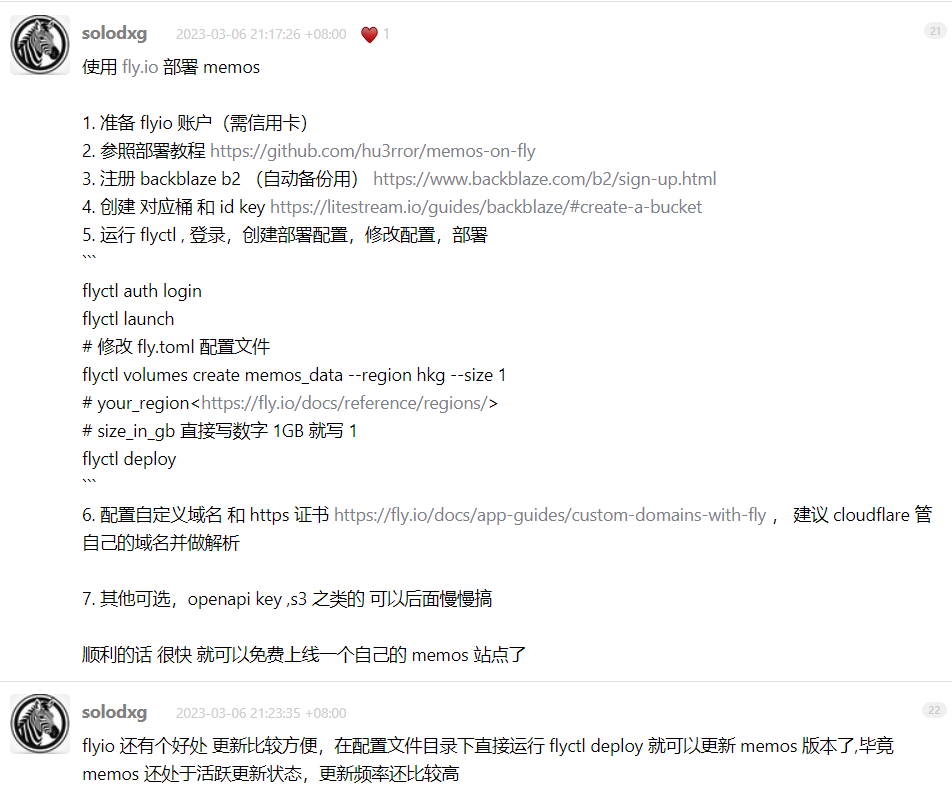 solodxg 2023-03-06 21:17:26 +08:00 1 21
使用 fly.io 部署 memos
1. 准备 flyio 账户（需信用卡）
2. 参照部署教程 https://github.com/hu3rror/memos-on-fly
3. 注册 backblaze b2 （自动备份用） https://www.backblaze.com/b2/sign-up.html
4. 创建 对应桶 和 id key https://litestream.io/guides/backblaze/#create-a-bucket
5. 运行 flyctl , 登录，创建部署配置，修改配置，部署
```
flyctl auth login
flyctl launch
# 修改 fly.toml 配置文件
flyctl volumes create memos_data --region hkg --size 1
# your_region<https://fly.io/docs/reference/regions/>
# size_in_gb 直接写数字 1GB 就写 1
flyctl deploy
```
6. 配置自定义域名 和 https 证书 https://fly.io/docs/app-guides/custom-domains-with-fly ， 建议 cloudflare 管
自己的域名并做解析
7. 其他可选，openapi key ,s3 之类的 可以后面慢慢搞
顺利的话 很快 就可以免费上线一个自己的 memos 站点了
solodxg 2023-03-06 21:23:35 +08:00 22
flyio 还有个好处 更新比较方便，在配置文件目录下直接运行 flyctl deploy 就可以更新 memos 版本了,毕竟
memos 还处于活跃更新状态，更新频率还比较高